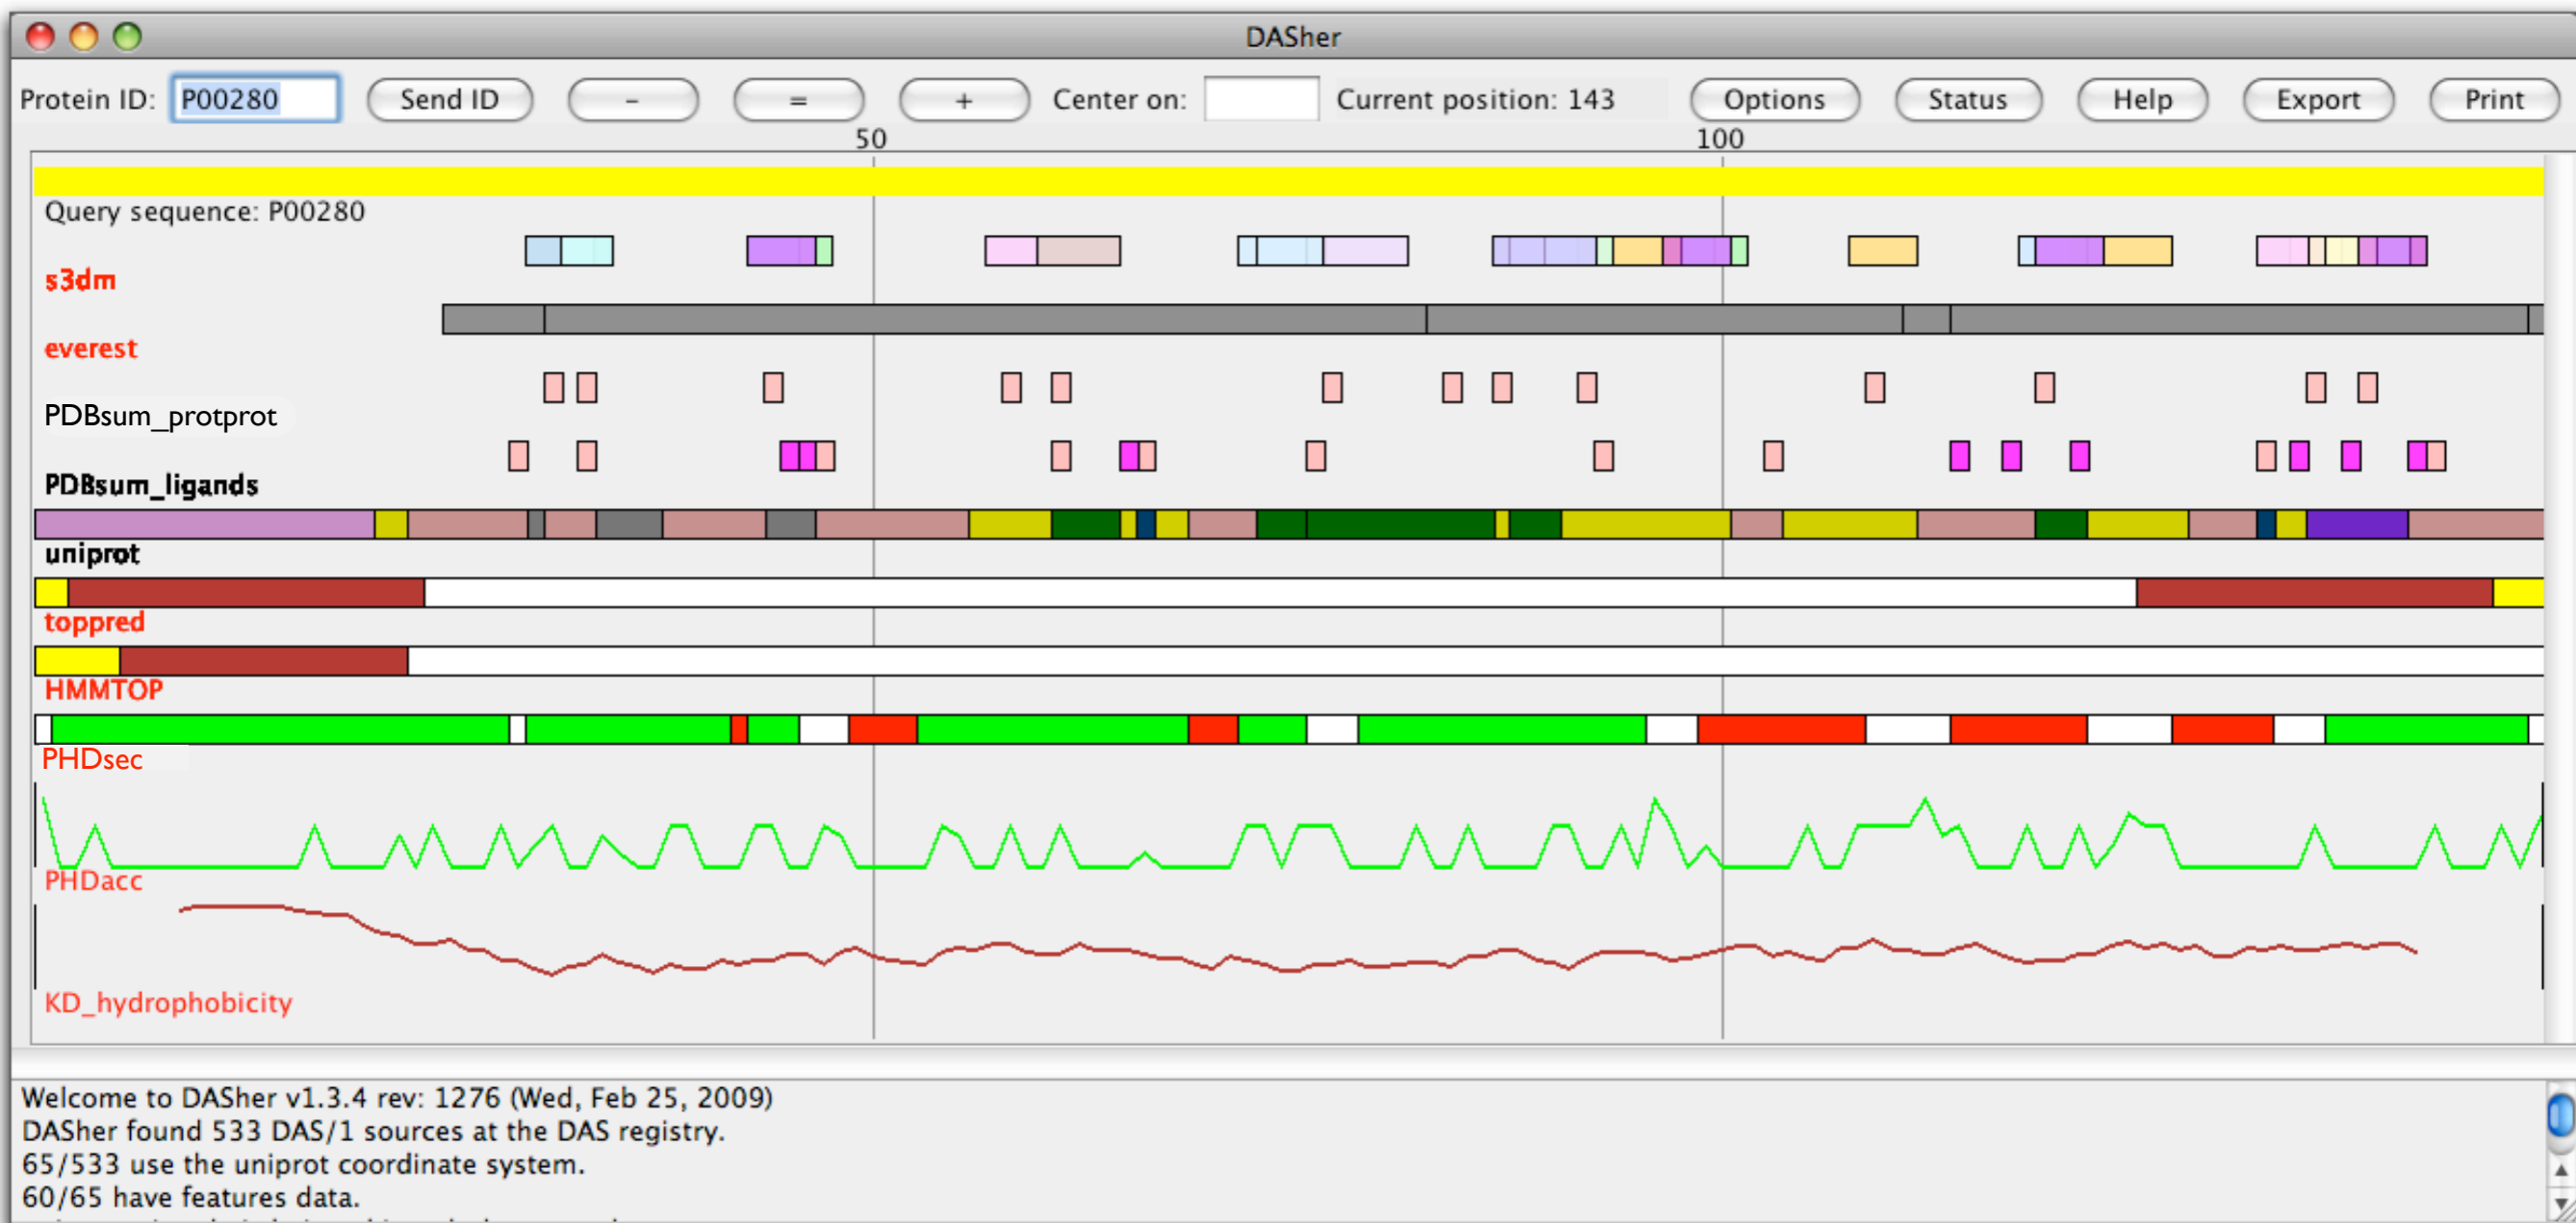 DASher
Protein ID: P00280 Send ID - = + Center on: Current position: 143 Options Status Help Export Print
50 100
Query sequence: P00280
s3dm
everest
PDBsum_protprot
PDBsum_ligands
uniprot
toppred
HMMTOP
PHDsec
PHDacc
KD_hydrophobicity
Welcome to DASher v1.3.4 rev: 1276 (Wed, Feb 25, 2009)
DASher found 533 DAS/1 sources at the DAS registry.
65/533 use the uniprot coordinate system.
60/65 have features data.